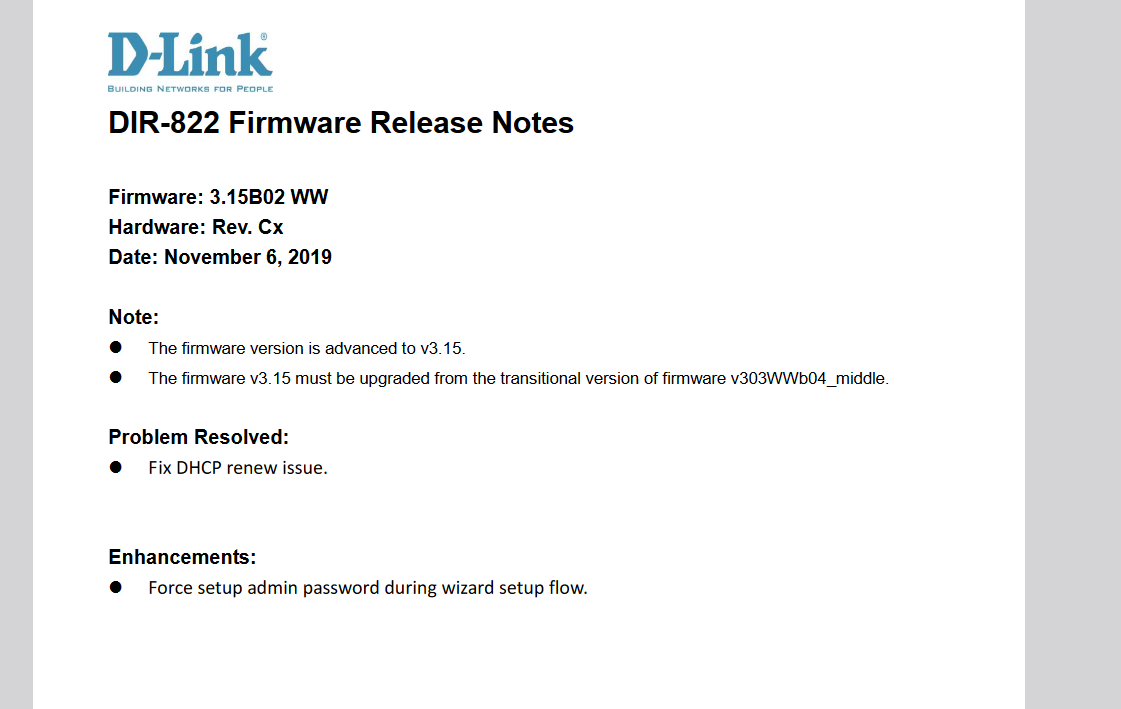 D-Link®
BUILDING NETWORKS FOR PEOPLE
DIR-822 Firmware Release Notes
Firmware: 3.15B02 WW
Hardware: Rev. Cx
Date: November 6, 2019
Note:
● The firmware version is advanced to v3.15.
● The firmware v3.15 must be upgraded from the transitional version of firmware v303WWb04_middle.
Problem Resolved:
● Fix DHCP renew issue.
Enhancements:
● Force setup admin password during wizard setup flow.